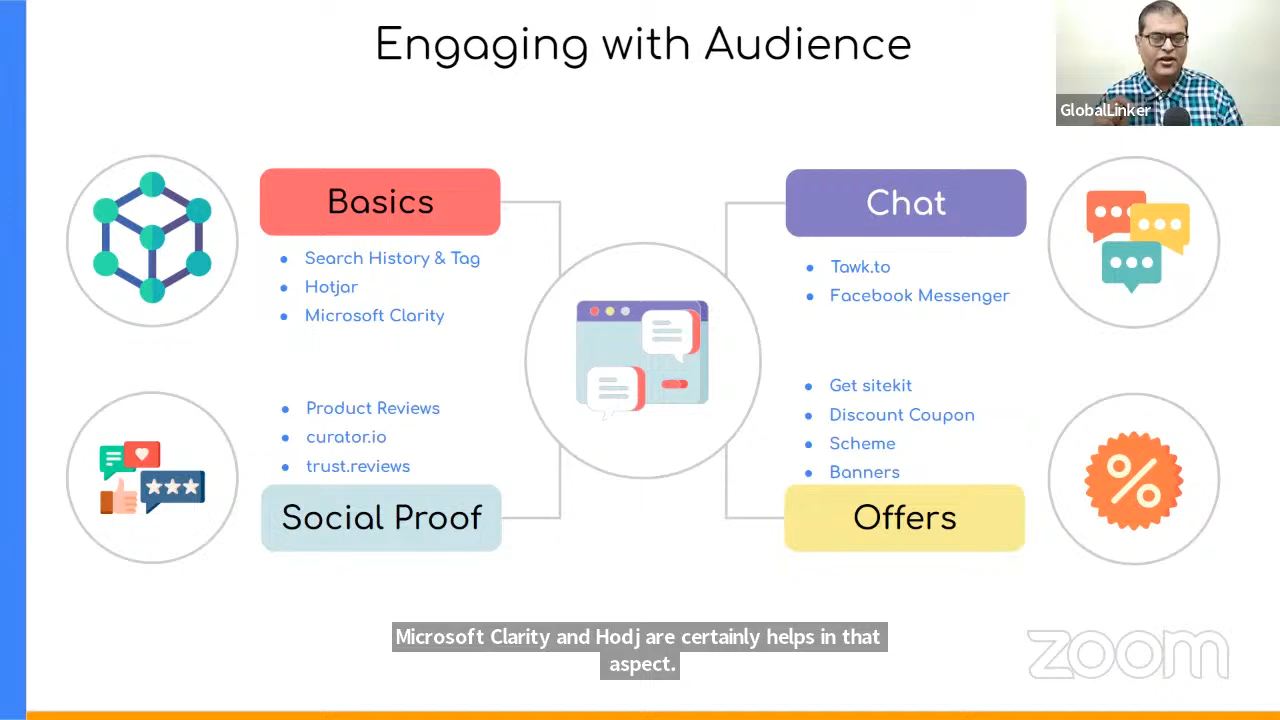 Engaging with Audience
GlobalLinker
Basics
Search History & Tag
Hotjar
Microsoft Clarity
Chat
Tawk.to
Facebook Messenger
Product Reviews
curator.io
trust.reviews
Social Proof
Get sitekit
Discount Coupon
Scheme
Banners
Offers
Microsoft Clarity and Hodj are certainly helps in that
aspect.
zoom